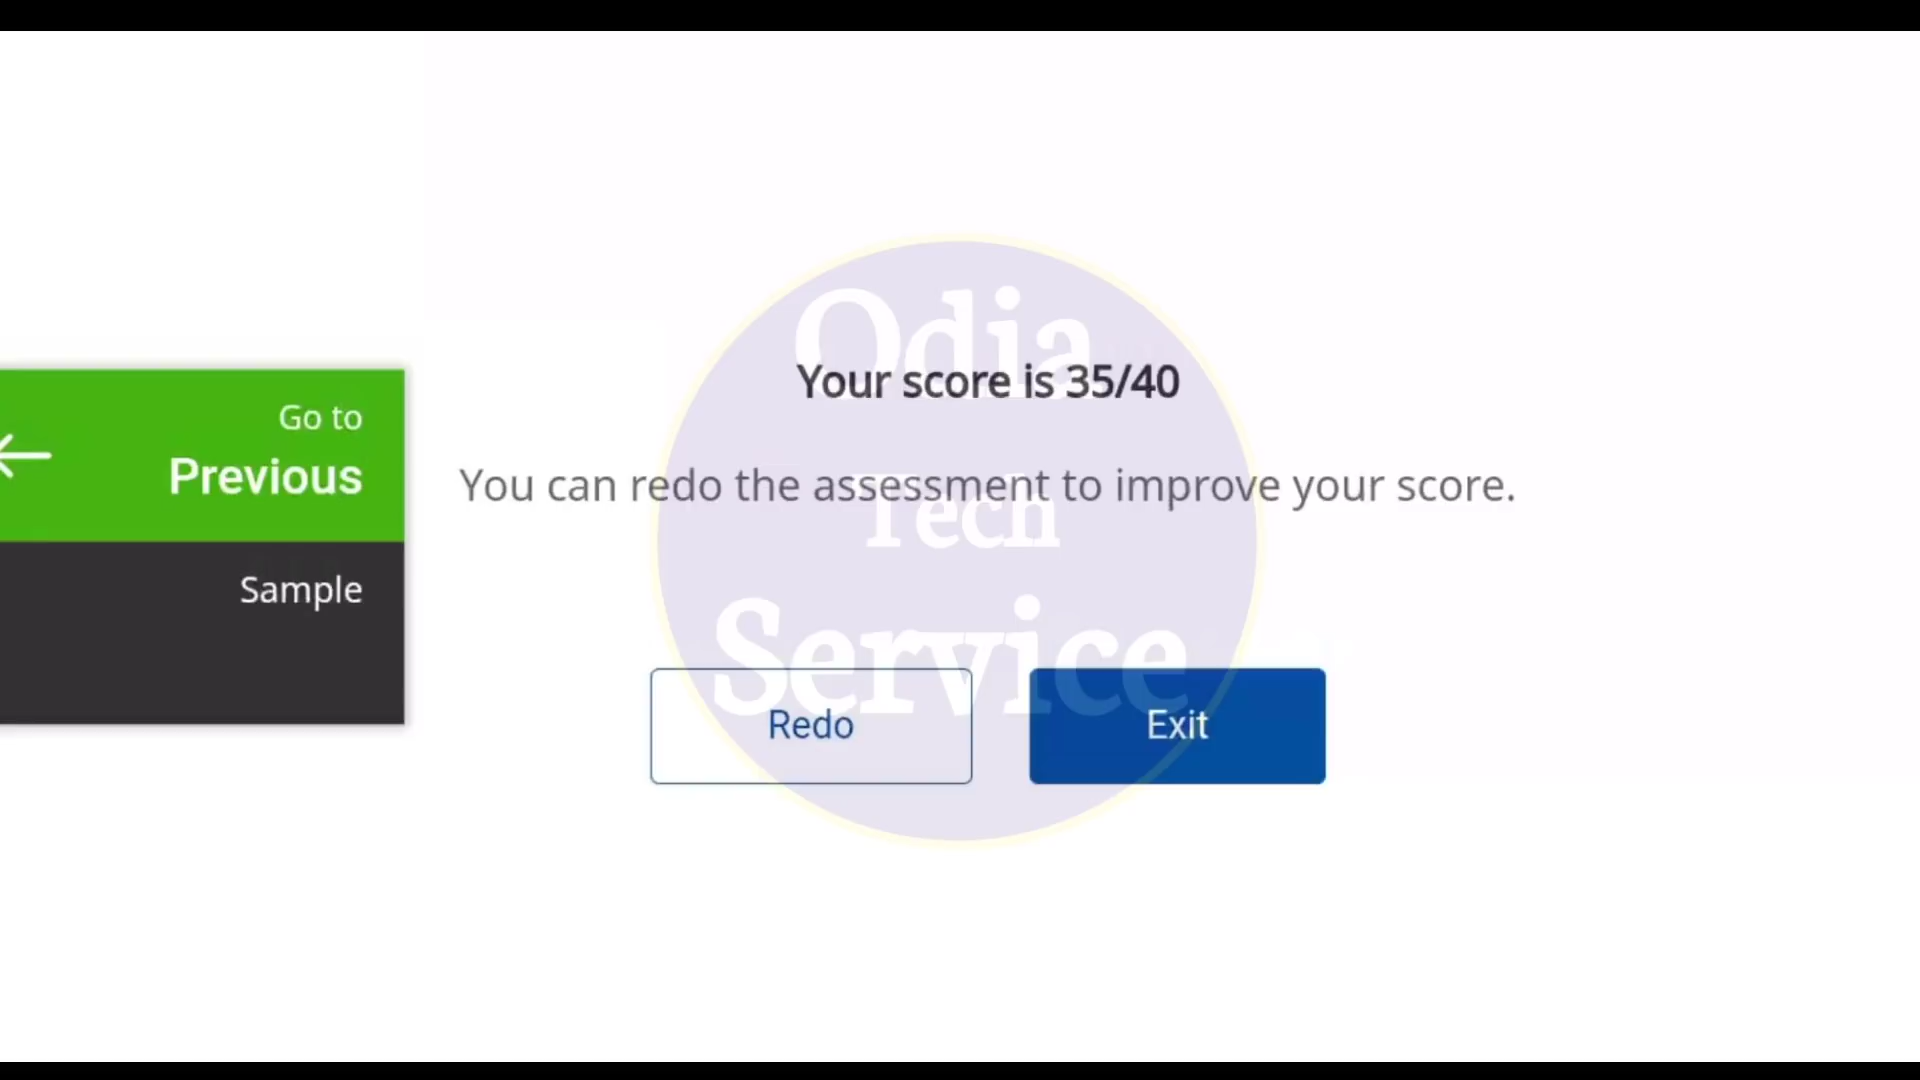 Odia
Your score is 35/40
Go to
Previous
You can redo the assessment to improve your score.
Tech
Sample
Service
Redo
Exit